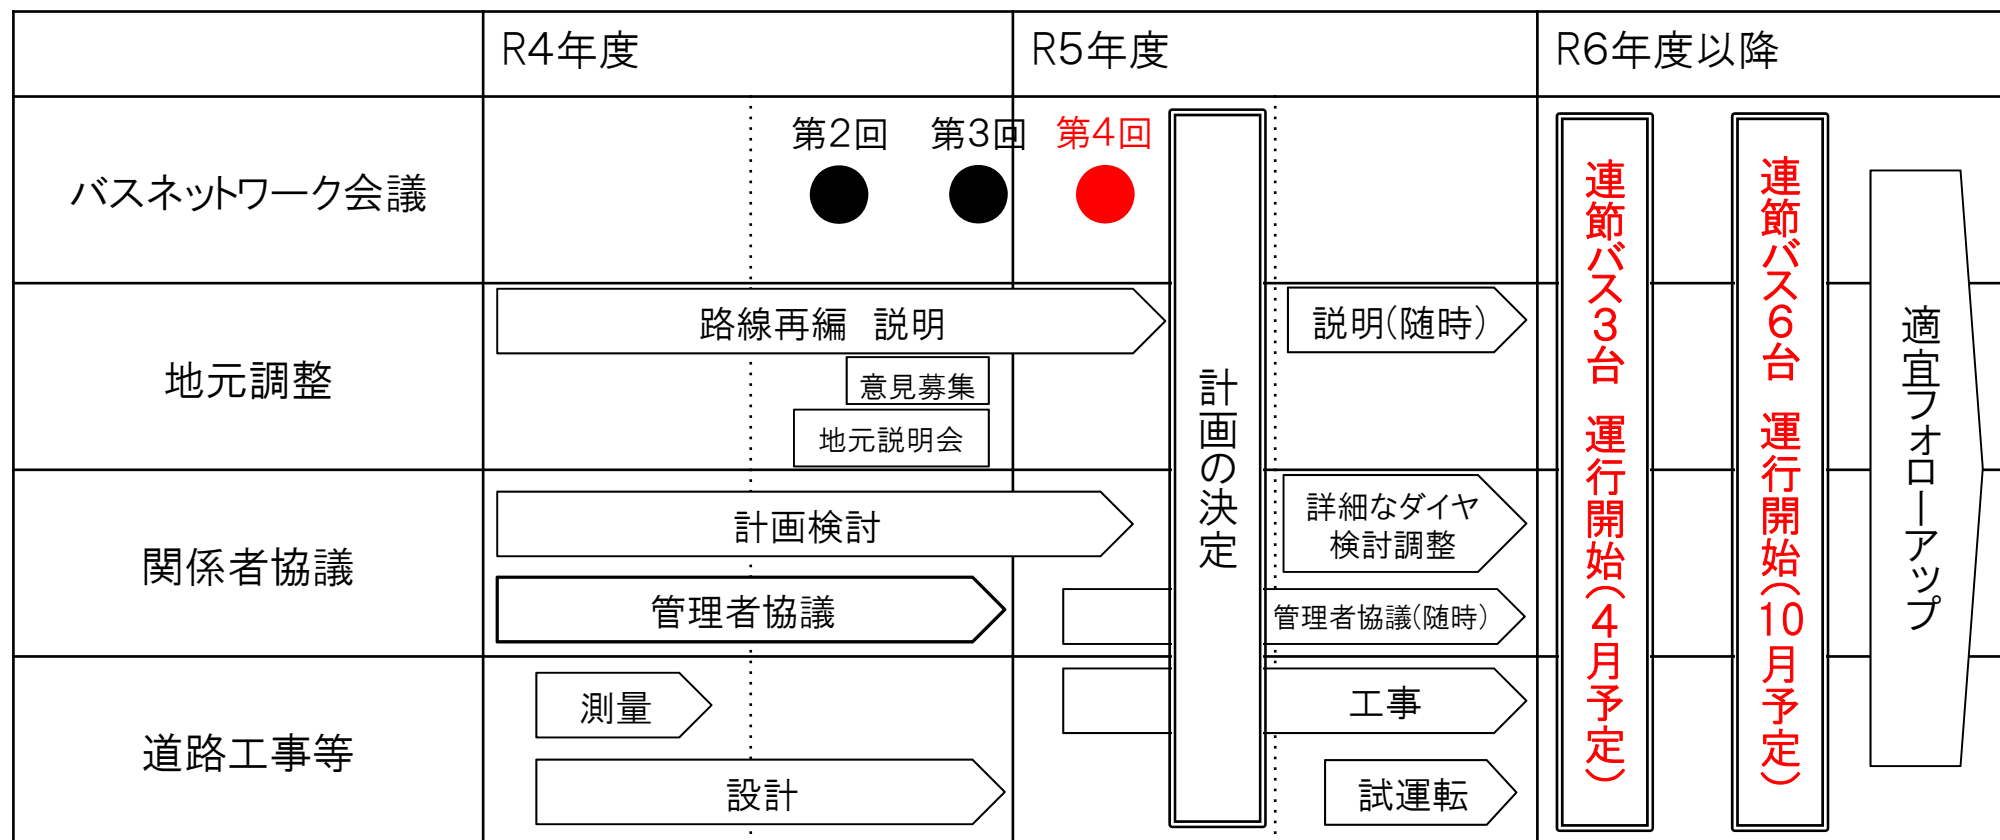 R4年度
R5年度
R6年度以降
バスネットワーク会議
第2回
第3回
第4回
地元調整
路線再編　説明
説明(随時)
意見募集
地元説明会
関係者協議
計画検討
詳細なダイヤ
検討調整
管理者協議
管理者協議(随時)
道路工事等
測量
工事
設計
試運転
計画の決定
連節バス3台　運行開始(4月予定)
連節バス6台　運行開始(10月予定)
適宜フォローアップ